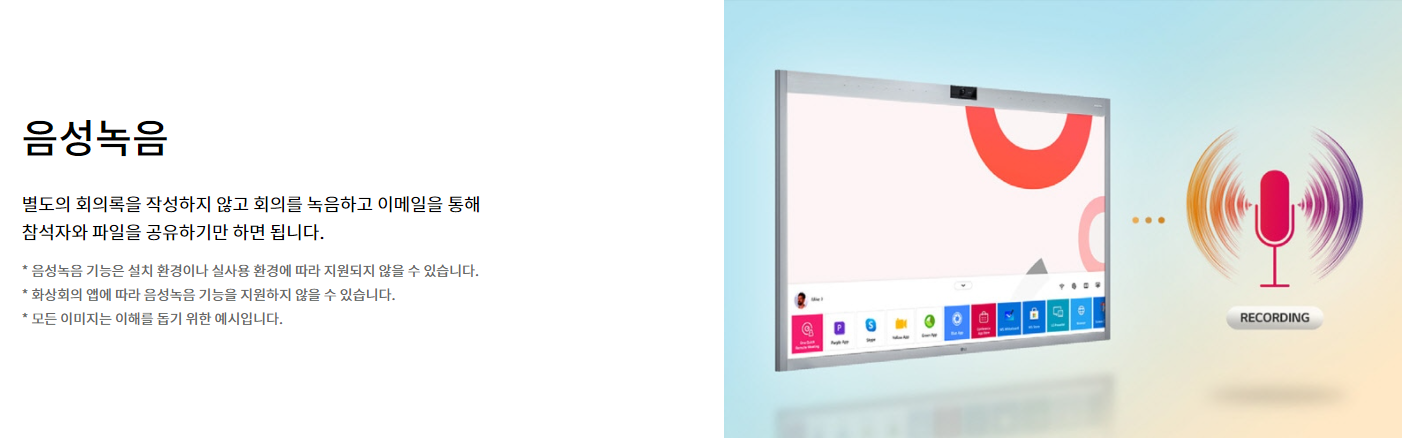 음성녹음
별도의 회의록을 작성하지 않고 회의를 녹음하고 이메일을 통해
참석자와 파일을 공유하기만 하면 됩니다.
* 음성녹음 기능은 설치 환경이나 실사용 환경에 따라 지원되지 않을 수 있습니다.
* 화상회의 앱에 따라 음성녹음 기능을 지원하지 않을 수 있습니다.
* 모든 이미지는 이해를 돕기 위한 예시입니다.
Purple App
Skype
Yellow App
Green App
RECORDING